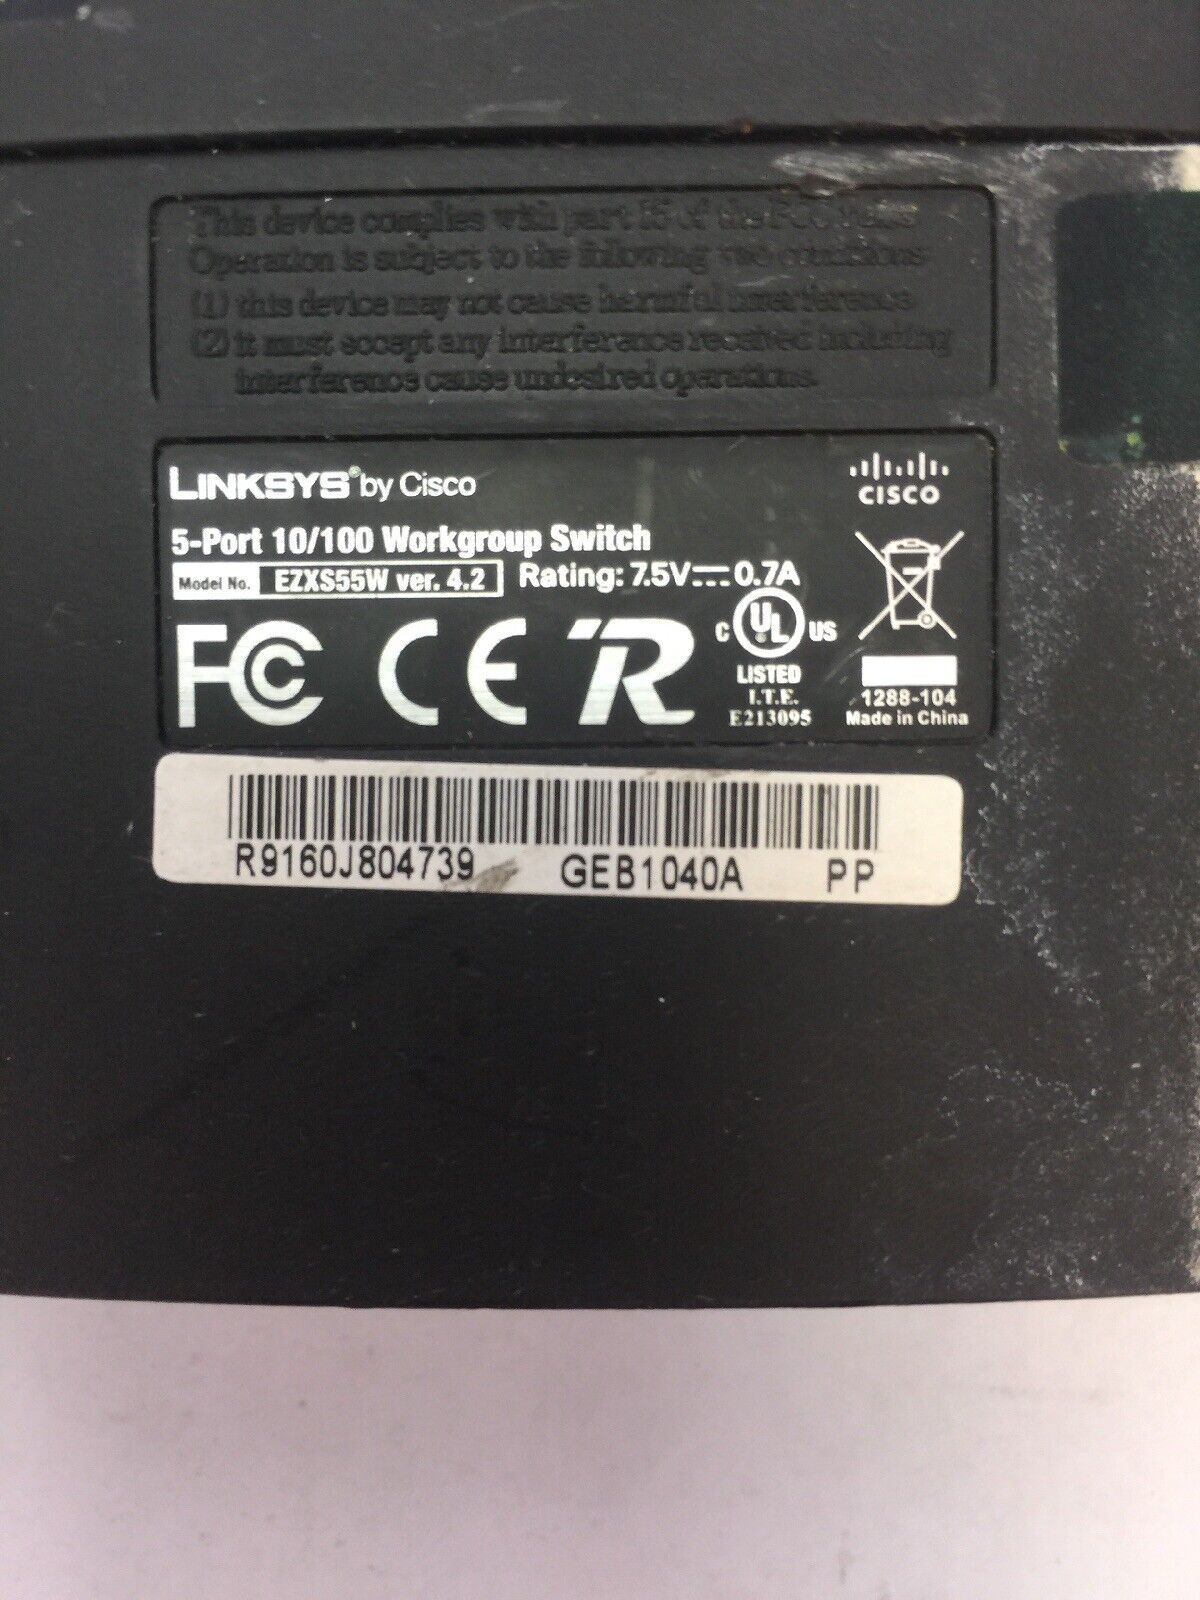 This device complies with part 15 of the FCC Rules
Operation is subject to the following two conditions
(1) this device may not cause harmful interference
(2) it must accept any interference received including
interference cause undesired operations.
LINKSYS® by Cisco
CISCO
5-Port 10/100 Workgroup Switch
Model No. EZXS55W ver. 4.2 Rating: 7.5V⎓0.7A
FC CE R
C UL US
LISTED
I.T.E.
E213095
1288-104
Made in China
R9160J804739 GEB1040A PP